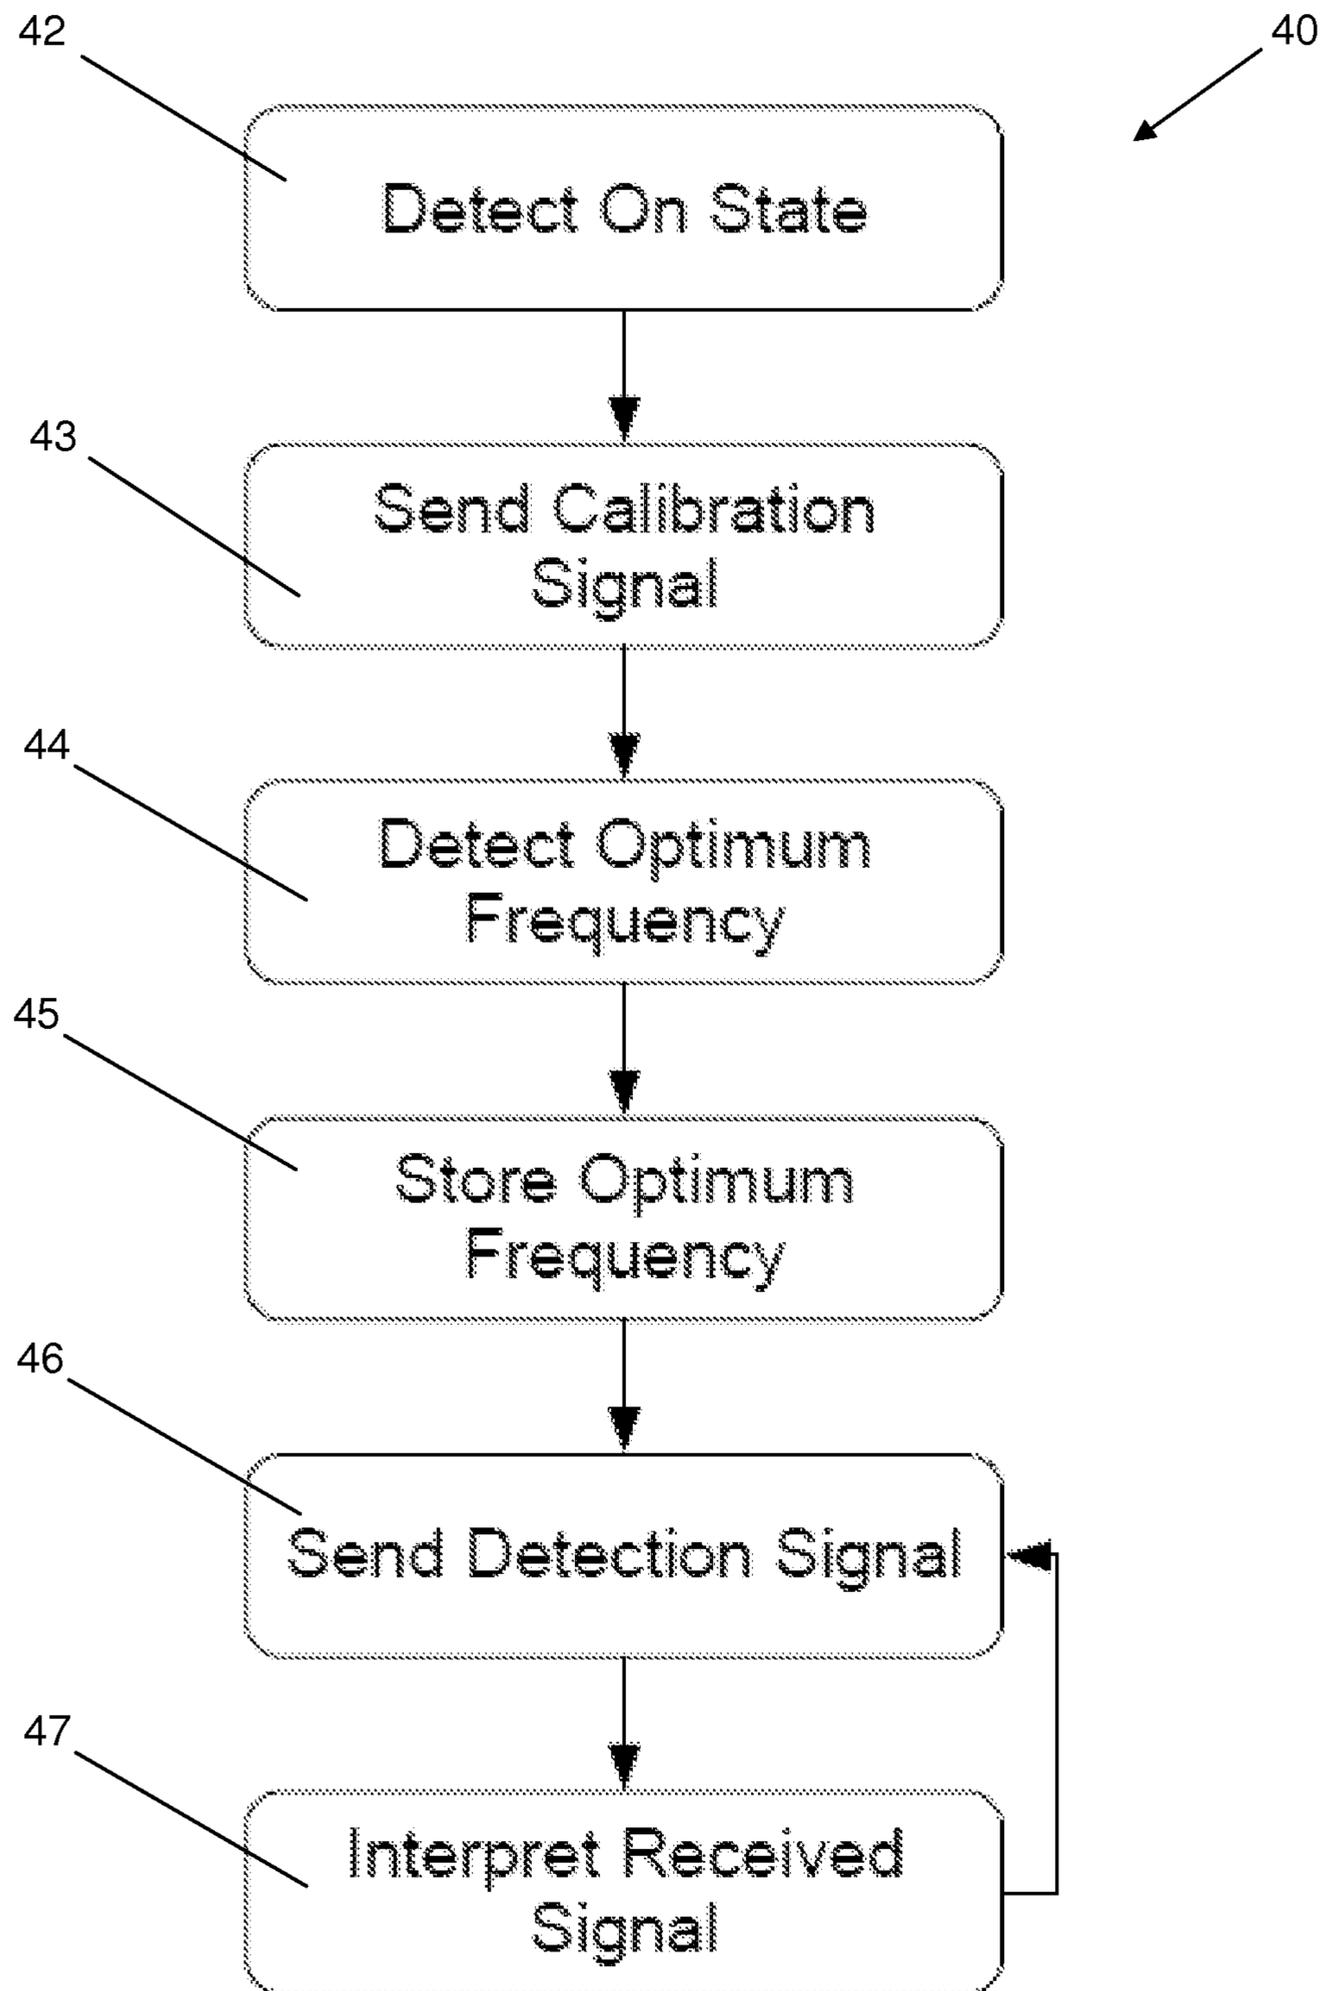 42
40
Detect On State
43
Send Calibration
Signal
44
Detect Optimum
Frequency
45
Store Optimum
Frequency
46
Send Detection Signal
47
Interpret Received
Signal